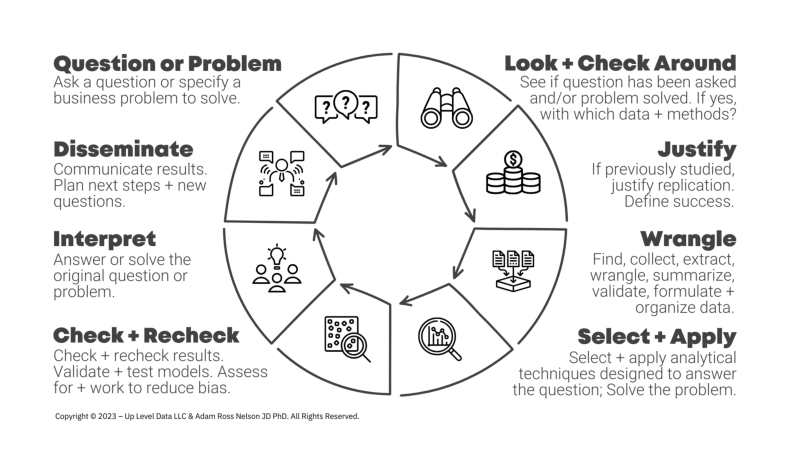 Question or Problem
Ask a question or specify a
business problem to solve.
Look + Check Around
See if question has been asked
and/or problem solved. If yes,
with which data + methods?
? ? ?
$
Disseminate
Communicate results.
Plan next steps + new
questions.
Justify
If previously studied,
justify replication.
Define success.
Interpret
Answer or solve the
original question or
problem.
Wrangle
Find, collect, extract,
wrangle, summarize,
validate, formulate +
organize data.
Check + Recheck
Check + recheck results.
Validate + test models. Assess
for + work to reduce bias.
Select + Apply
Select + apply analytical
techniques designed to answer
the question; Solve the problem.
Copyright © 2023 – Up Level Data LLC & Adam Ross Nelson JD PhD. All Rights Reserved.